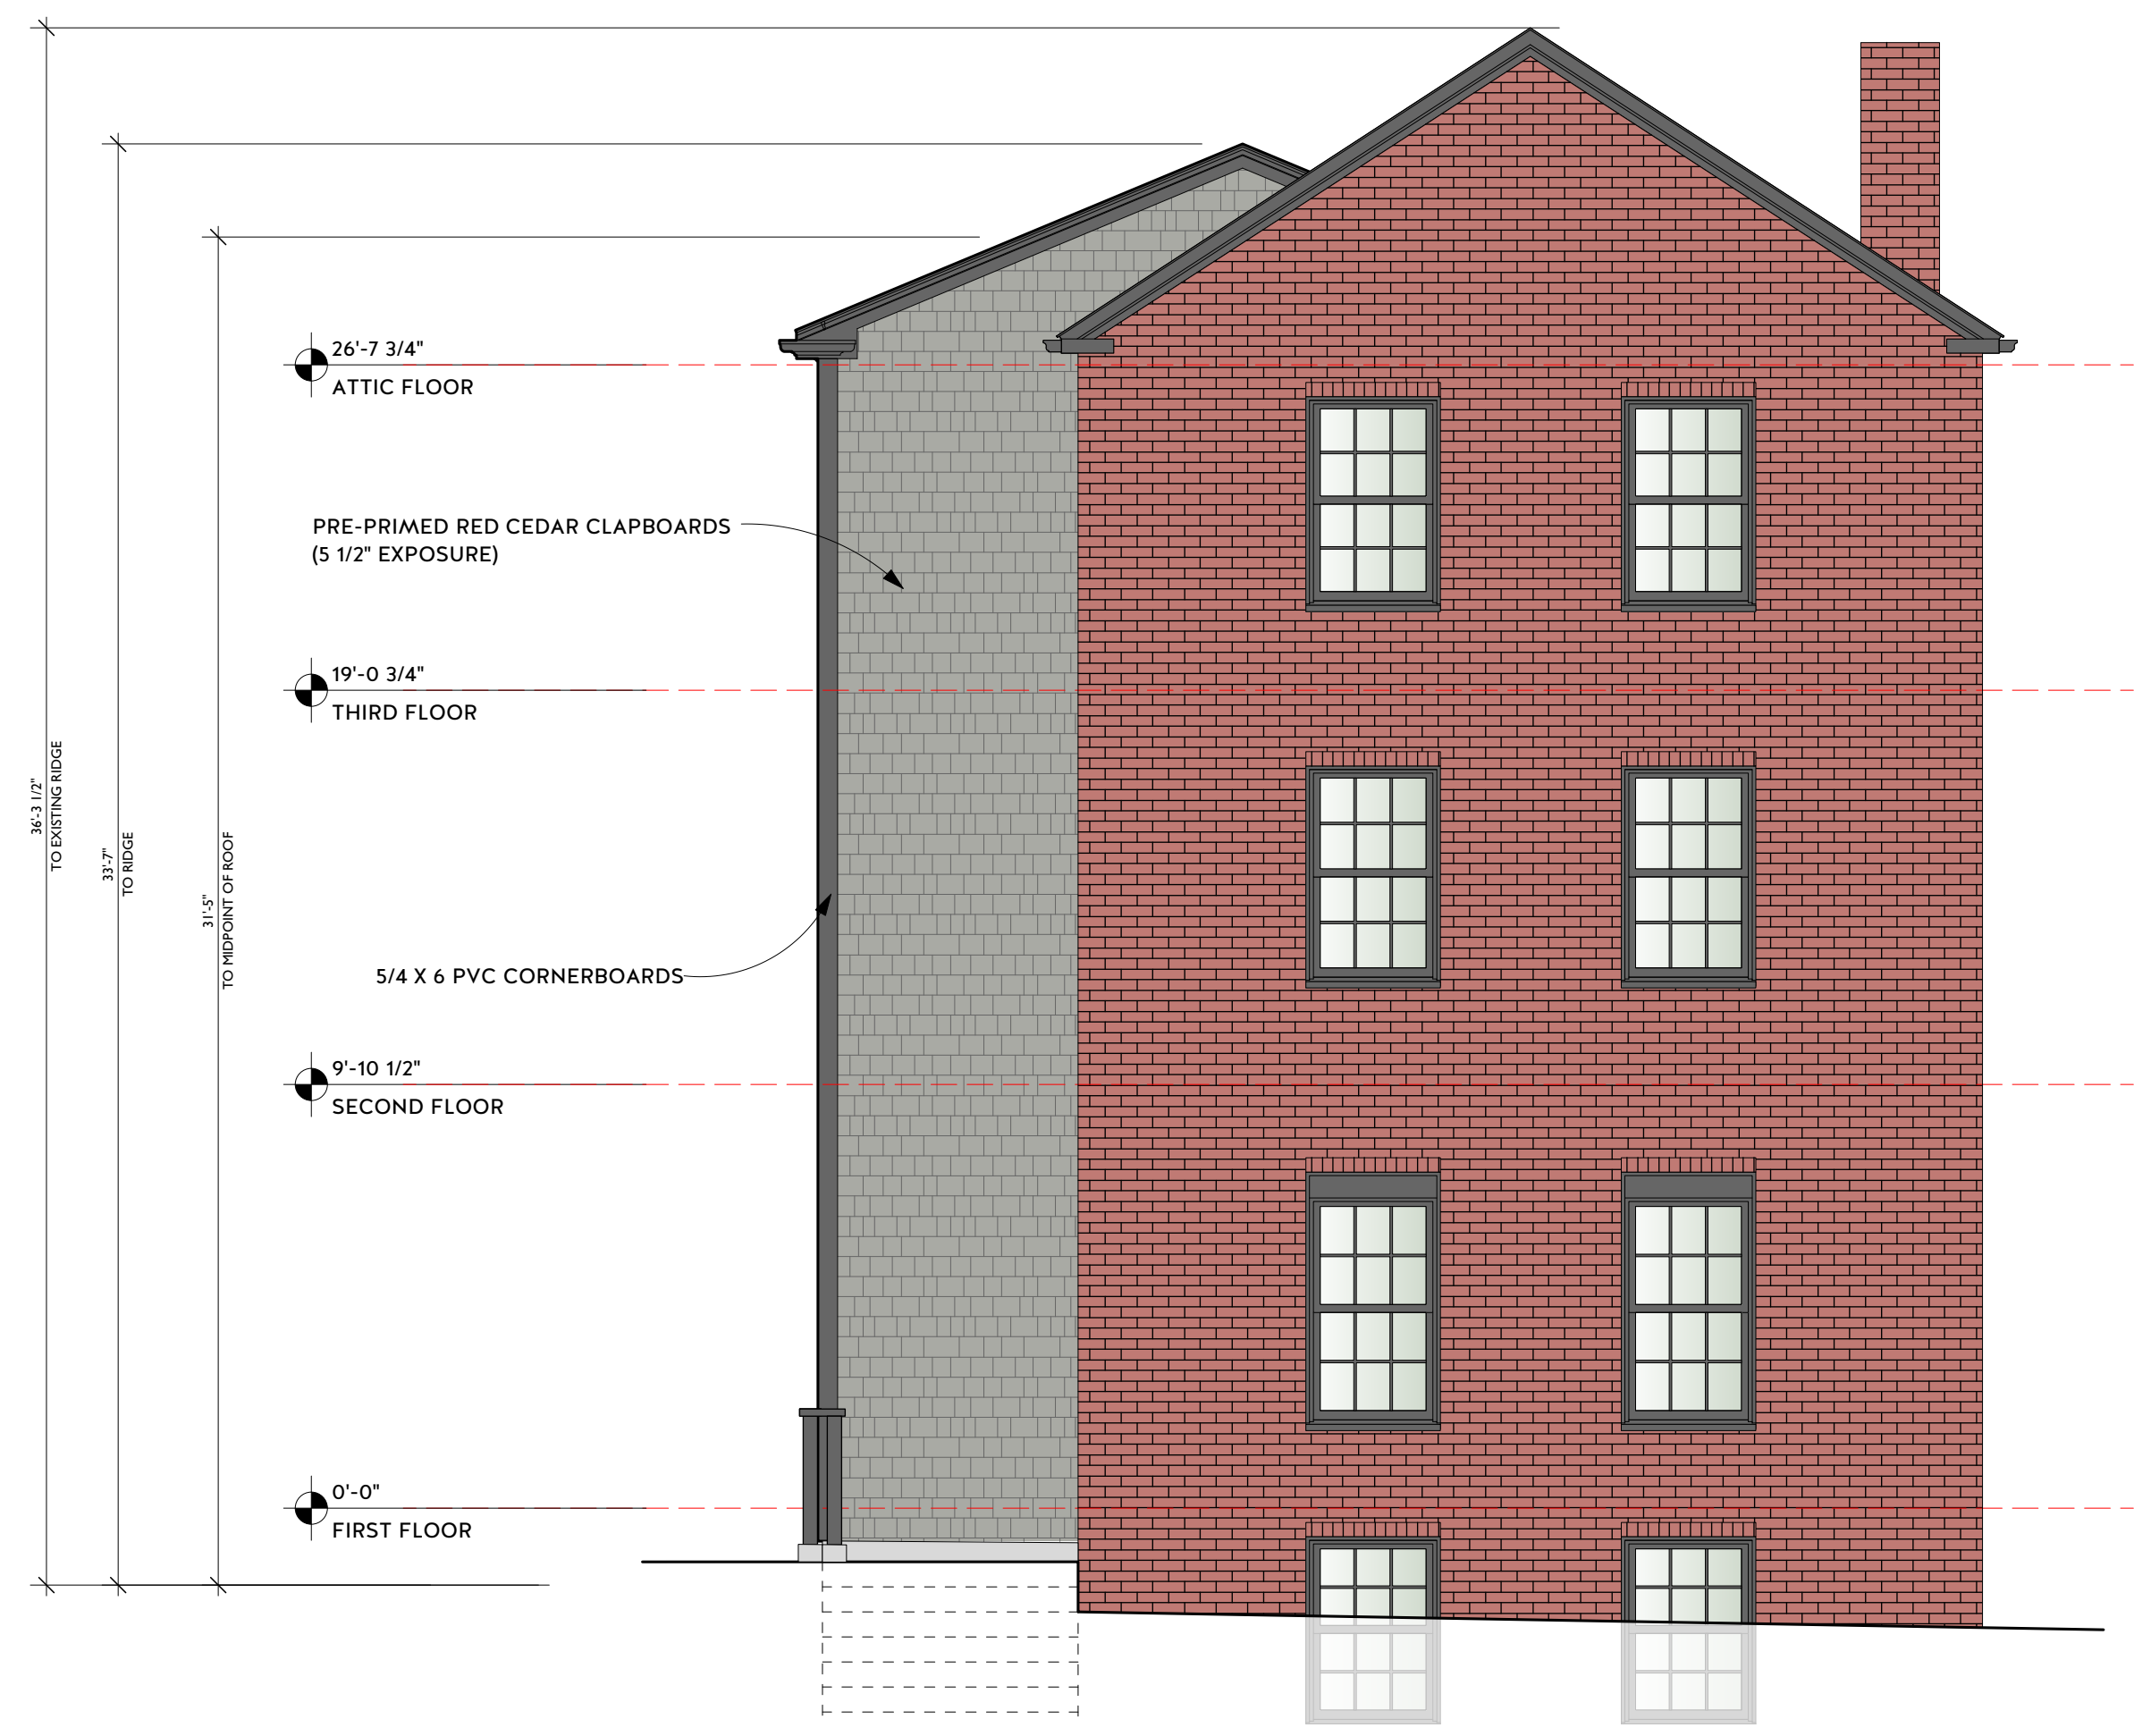 26'-7 3/4"
ATTIC FLOOR
PRE-PRIMED RED CEDAR CLAPBOARDS
(5 1/2" EXPOSURE)
19'-0 3/4"
THIRD FLOOR
36'-3 1/2"
TO EXISTING RIDGE
33'-7"
TO RIDGE
31'-5"
TO MIDPOINT OF ROOF
5/4 X 6 PVC CORNERBOARDS
9'-10 1/2"
SECOND FLOOR
0'-0"
FIRST FLOOR